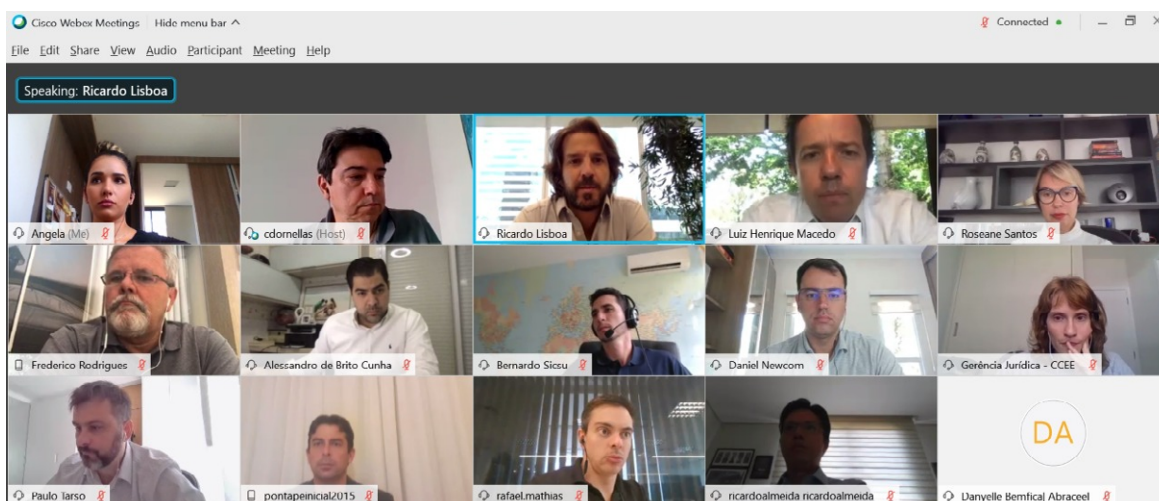 Cisco Webex Meetings Hide menu bar ^ Connected
File Edit Share View Audio Participant Meeting Help
Speaking: Ricardo Lisboa
Angela (Me) cdornellas (Host) Ricardo Lisboa Luiz Henrique Macedo Roseane Santos
Frederico Rodrigues Alessandro de Brito Cunha Bernardo Sicsu Daniel Newcom Gerência Jurídica - CCEE
DA
Paulo Tarso pontapeinicial2015 rafael.mathias ricardoalmeida ricardoalmeida Danyelle Bemfical Abraceel